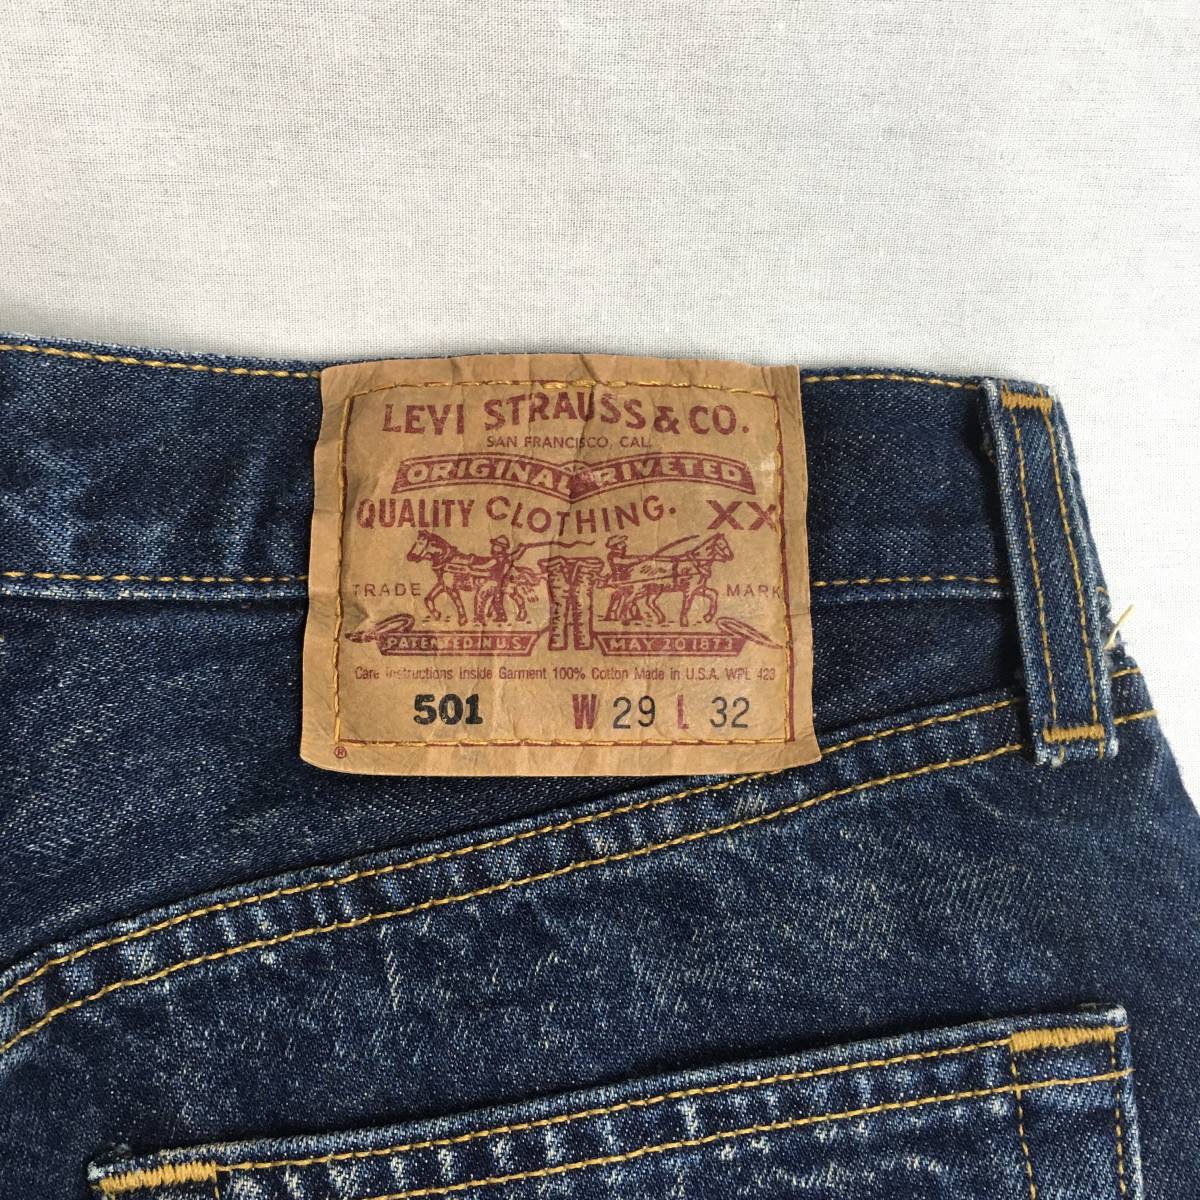 LEVI STRAUSS & CO.
SAN FRANCISCO, CAL.
ORIGINAL RIVETED
QUALITY CLOTHING. XX
TRADE MARK
PATENTED IN U.S. MAY 20 1873
Care Instructions Inside Garment 100% Cotton Made in U.S.A. WPL 423
501 W 29 L 32
®